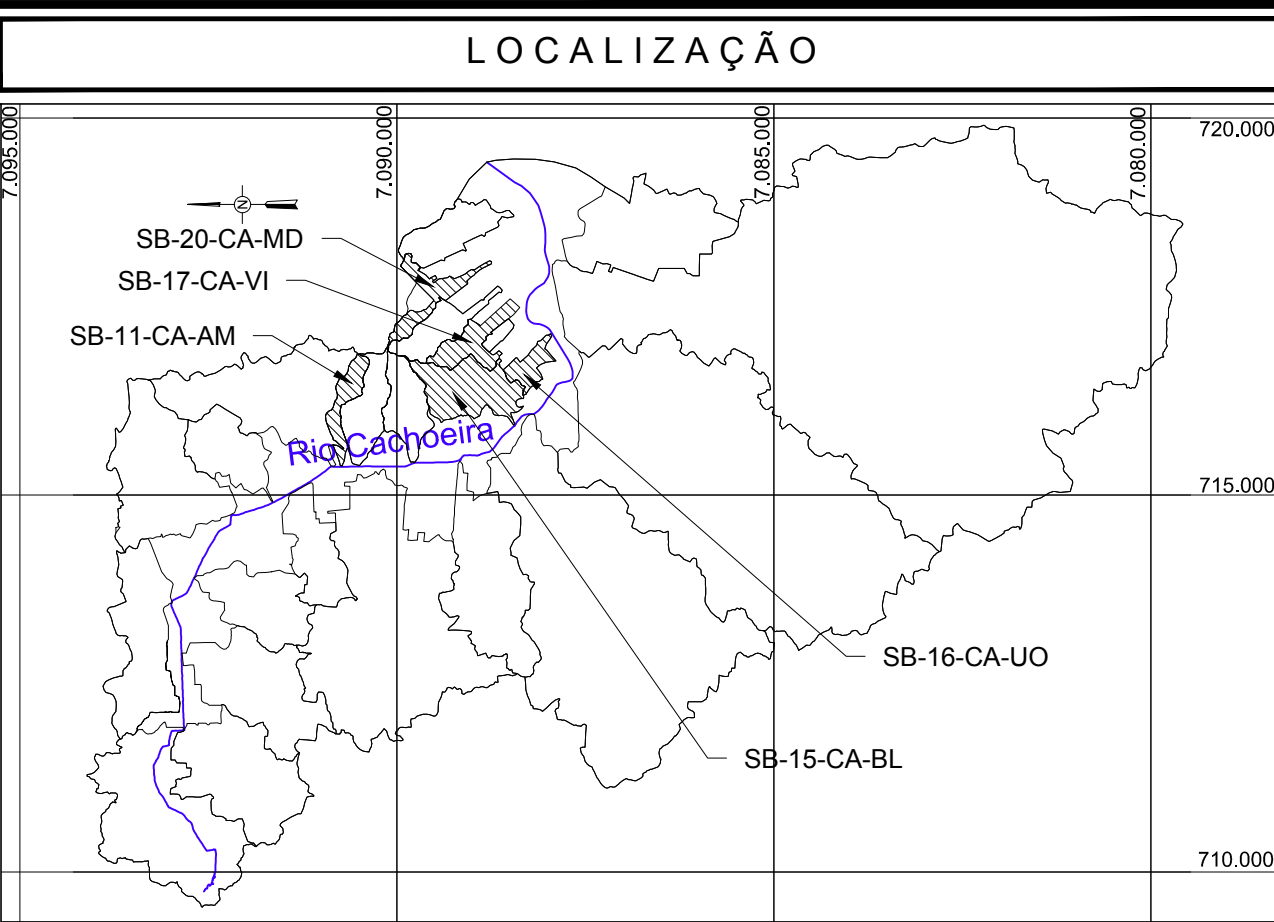 LOCALIZAÇÃO
7.095.000
7.090.000
7.085.000
7.080.000
720.000
N
SB-20-CA-MD
SB-17-CA-VI
SB-11-CA-AM
Rio Cachoeira
715.000
SB-16-CA-UO
SB-15-CA-BL
710.000